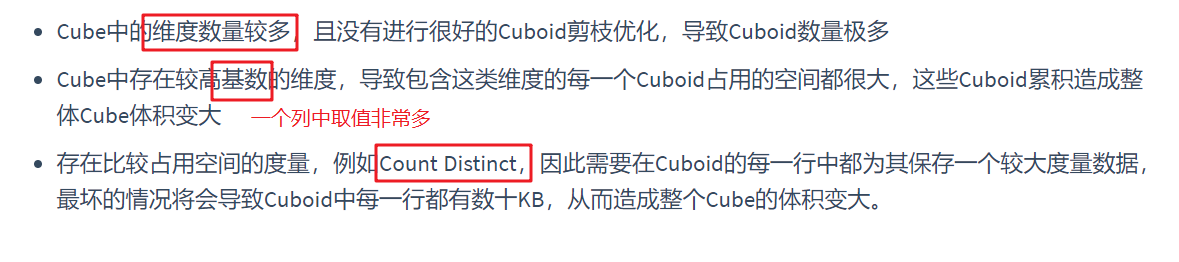 Cube中的维度数量较多，且没有进行很好的Cuboid剪枝优化，导致Cuboid数量极多
Cube中存在较高基数的维度，导致包含这类维度的每一个Cuboid占用的空间都很大，这些Cuboid累积造成整
体Cube体积变大
一个列中取值非常多
存在比较占用空间的度量，例如Count Distinct，因此需要在Cuboid的每一行中都为其保存一个较大度量数据，
最坏的情况将会导致Cuboid中每一行都有数十KB，从而造成整个Cube的体积变大。